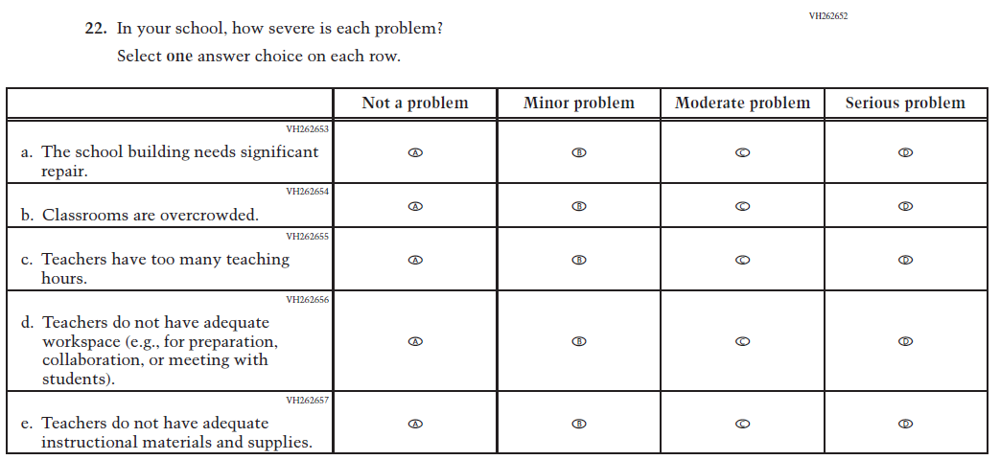 VH262652
22. In your school, how severe is each problem?
Select one answer choice on each row.
Not a problem Minor problem Moderate problem Serious problem
VH262653
a. The school building needs significant
repair.
A B C D
VH262654
b. Classrooms are overcrowded.
A B C D
VH262655
c. Teachers have too many teaching
hours.
A B C D
VH262656
d. Teachers do not have adequate
workspace (e.g., for preparation,
collaboration, or meeting with
students).
A B C D
VH262657
e. Teachers do not have adequate
instructional materials and supplies.
A B C D